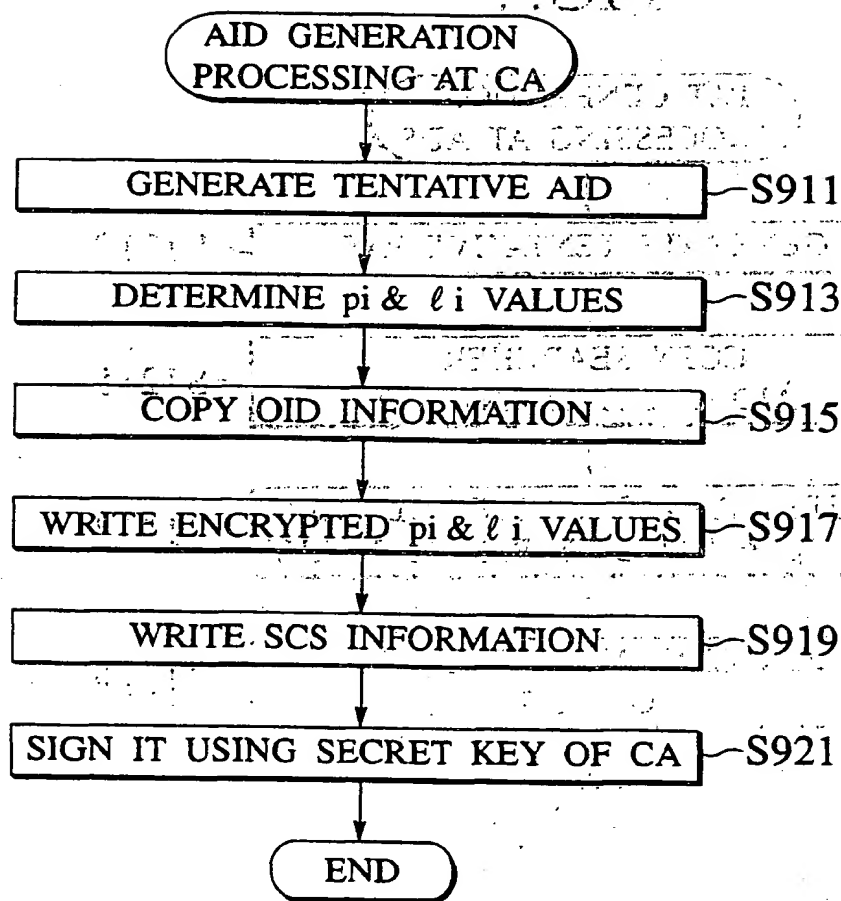 AID GENERATION
PROCESSING AT CA
GENERATE TENTATIVE AID
S911
DETERMINE pi & ℓi VALUES
S913
COPY OID INFORMATION
S915
WRITE ENCRYPTED pi & ℓi VALUES
S917
WRITE SCS INFORMATION
S919
SIGN IT USING SECRET KEY OF CA
S921
END